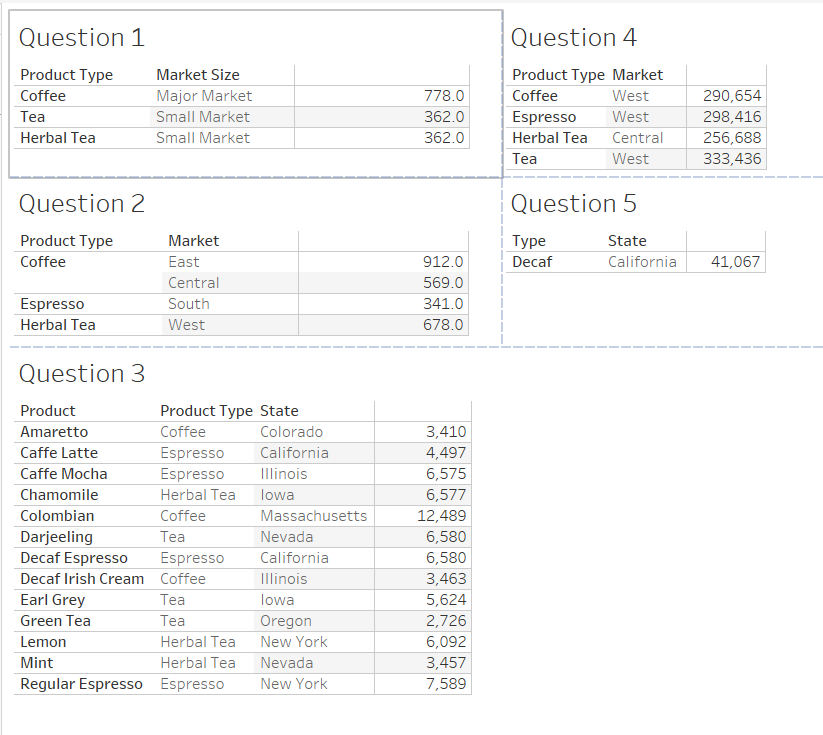 Question 1
Product Type Market Size
Coffee Major Market 778.0
Tea Small Market 362.0
Herbal Tea Small Market 362.0
Question 4
Product Type Market
Coffee West 290,654
Espresso West 298,416
Herbal Tea Central 256,688
Tea West 333,436
Question 2
Product Type Market
Coffee East 912.0
Central 569.0
Espresso South 341.0
Herbal Tea West 678.0
Question 5
Type State
Decaf California 41,067
Question 3
Product Product Type State
Amaretto Coffee Colorado 3,410
Caffe Latte Espresso California 4,497
Caffe Mocha Espresso Illinois 6,575
Chamomile Herbal Tea Iowa 6,577
Colombian Coffee Massachusetts 12,489
Darjeeling Tea Nevada 6,580
Decaf Espresso Espresso California 6,580
Decaf Irish Cream Coffee Illinois 3,463
Earl Grey Tea Iowa 5,624
Green Tea Tea Oregon 2,726
Lemon Herbal Tea New York 6,092
Mint Herbal Tea Nevada 3,457
Regular Espresso Espresso New York 7,589